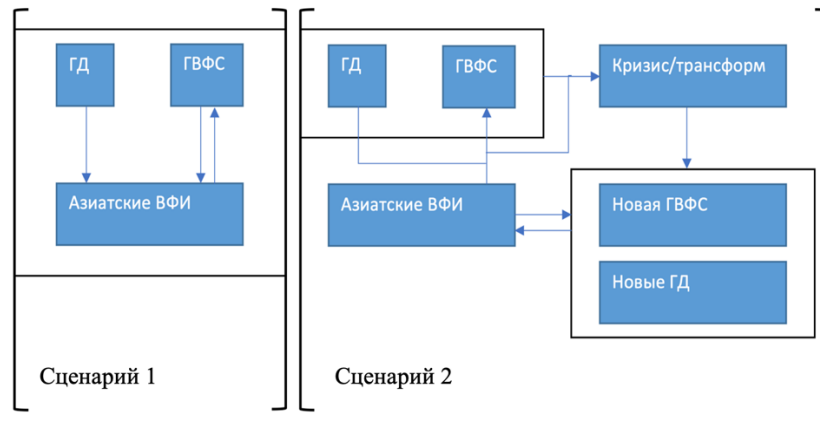 ГД
ГВФС
Азиатские ВФИ
Сценарий 1
ГД
ГВФС
Кризис/трансформ
Азиатские ВФИ
Новая ГВФС
Новые ГД
Сценарий 2